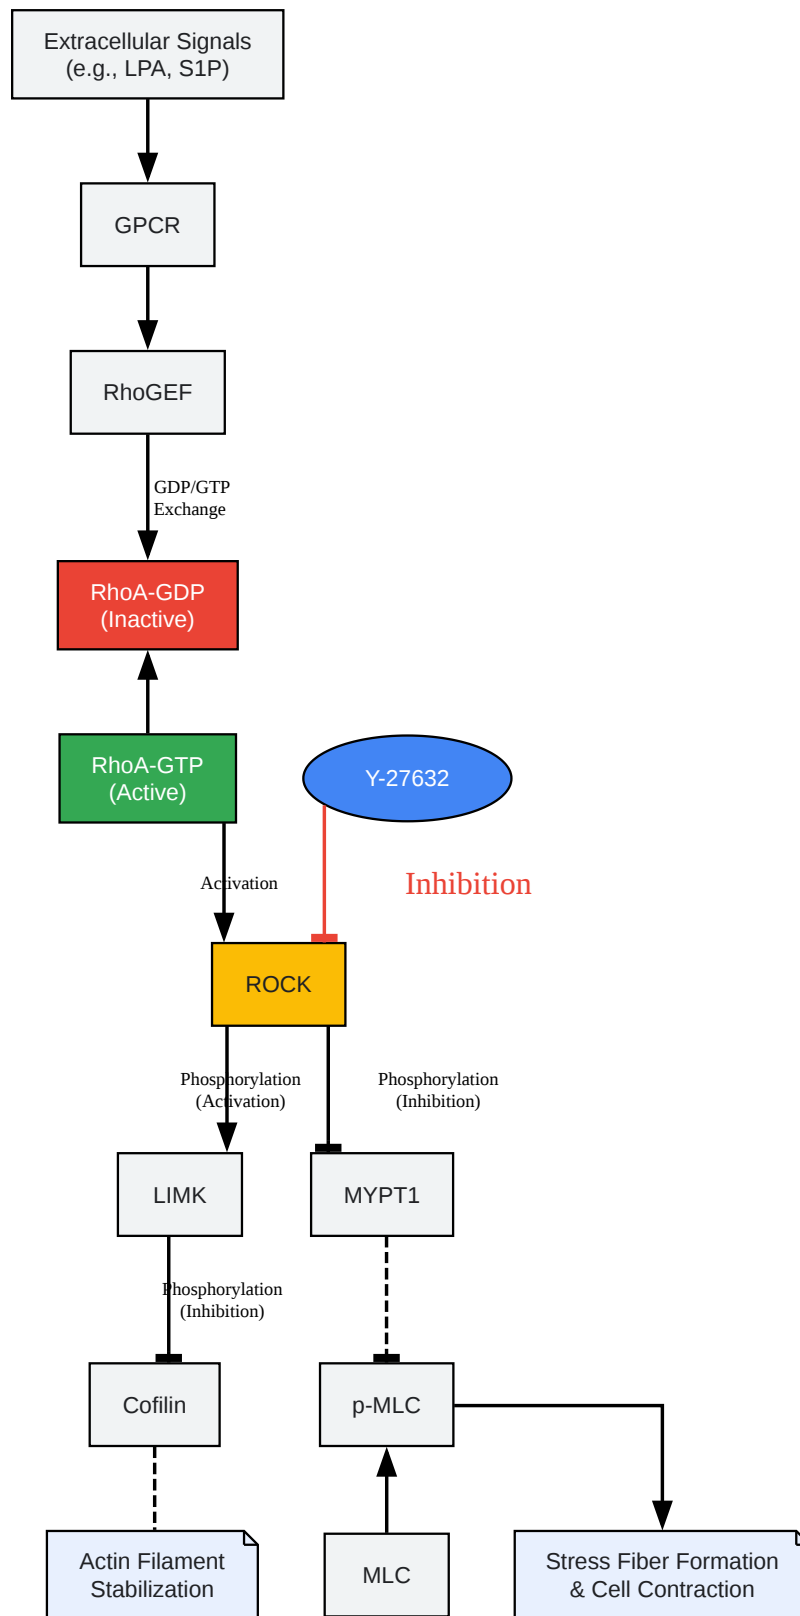 Extracellular Signals
(e.g., LPA, S1P)
GPCR
RhoGEF
GDP/GTP
Exchange
RhoA-GDP
(Inactive)
RhoA-GTP
(Active)
Y-27632
Activation
Inhibition
ROCK
Phosphorylation
(Activation)
Phosphorylation
(Inhibition)
LIMK
MYPT1
Phosphorylation
(Inhibition)
Cofilin
p-MLC
Actin Filament
Stabilization
MLC
Stress Fiber Formation
& Cell Contraction